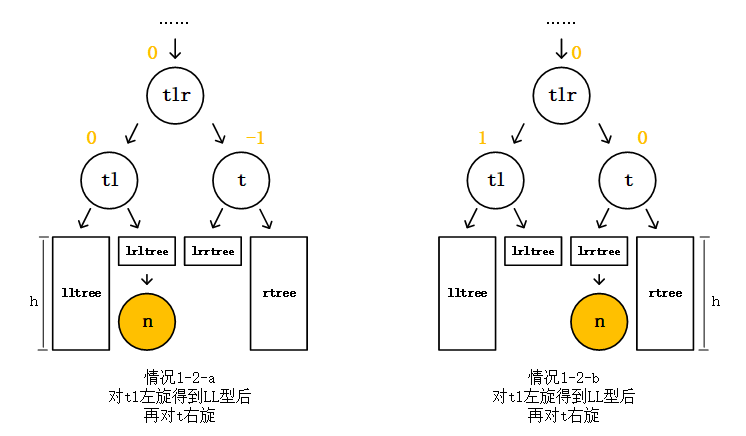 ……
0
tlr
0
-1
tl
t
lltree
lrltree
lrrtree
rtree
h
n
情况1-2-a
对tl左旋得到LL型后
再对t右旋
……
0
tlr
1
0
tl
t
lltree
lrltree
lrrtree
rtree
h
n
情况1-2-b
对tl左旋得到LL型后
再对t右旋